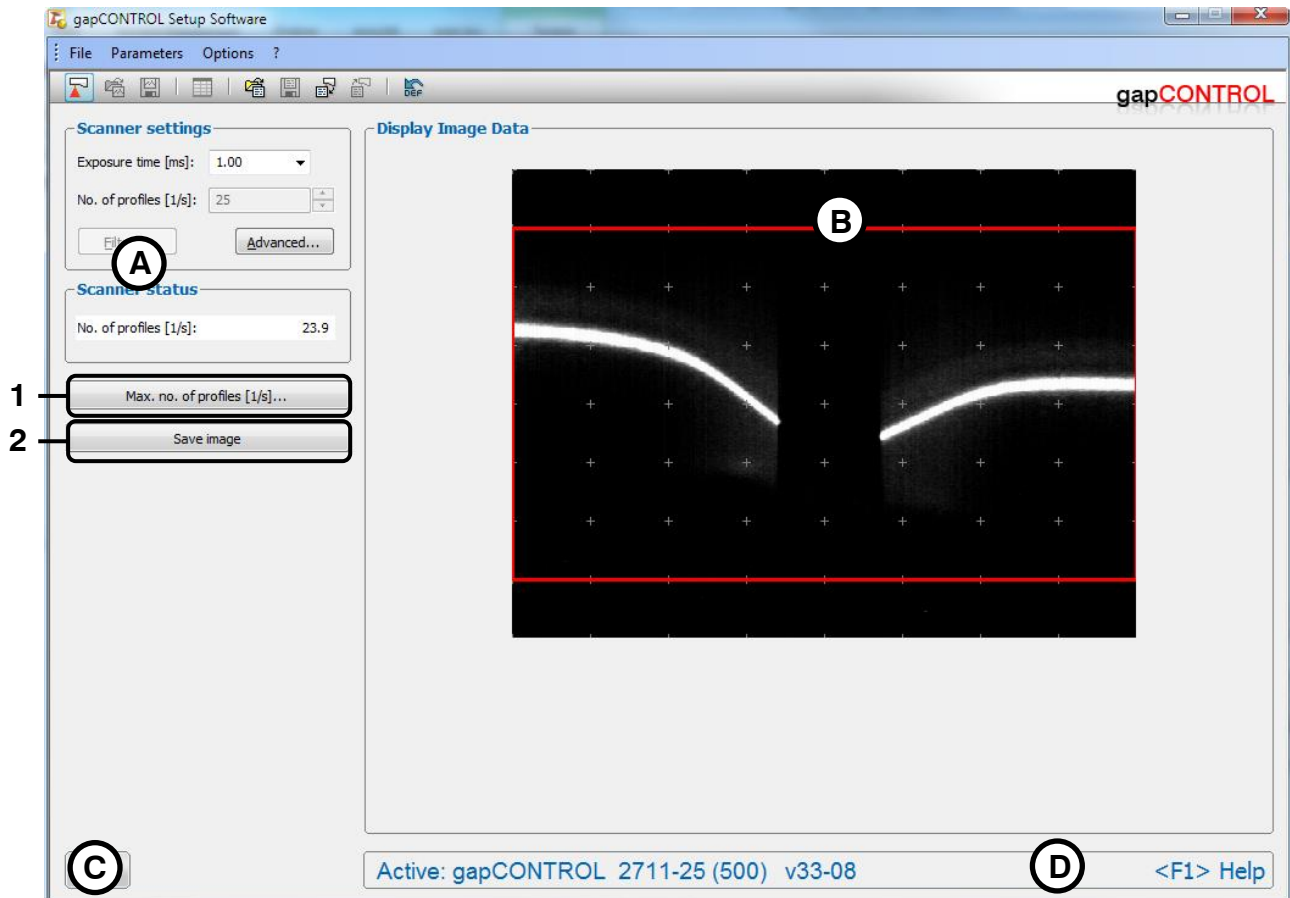 gapCONTROL Setup Software
File Parameters Options ?
DEF
gapCONTROL
Scanner settings
Exposure time [ms]: 1.00
No. of profiles [1/s]: 25
Advanced...
A
Scanner status
No. of profiles [1/s]: 23.9
1
Max. no. of profiles [1/s]...
2
Save image
Display Image Data
B
C
Active: gapCONTROL 2711-25 (500) v33-08
D
<F1> Help